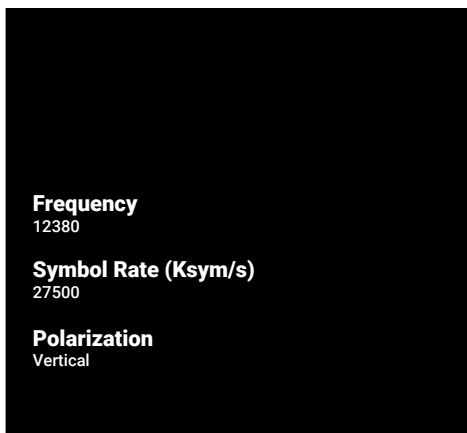 Frequency
12380
Symbol Rate (Ksym/s)
27500
Polarization
Vertical